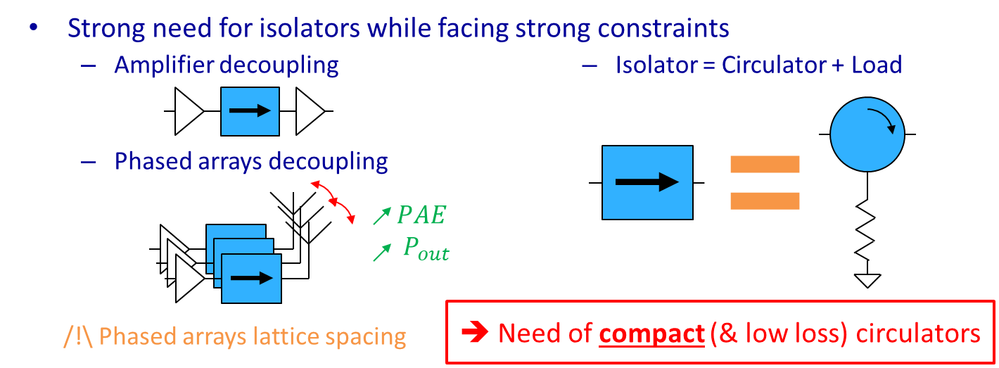 • Strong need for isolators while facing strong constraints
– Amplifier decoupling
– Phased arrays decoupling
↗ PAE
↗ Pout
/!\ Phased arrays lattice spacing
– Isolator = Circulator + Load
➔ Need of compact (& low loss) circulators